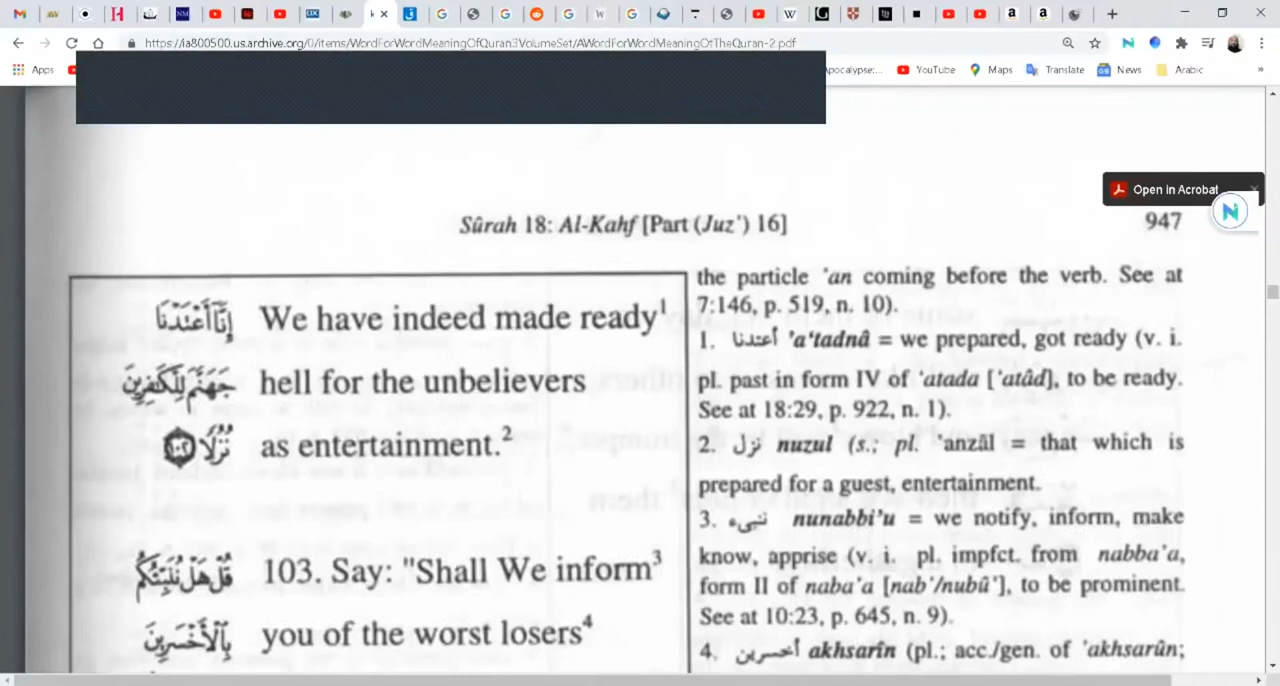 https://ia800500.us.archive.org/0/items/WordForWordMeaningOfQuran3VolumeSet/AWordForWordMeaningOfTheQuran-2.pdf
Apps
pocalypse:... YouTube Maps Translate News Arabic »
Open in Acrobat
Sûrah 18: Al-Kahf [Part (Juz') 16] 947
إِنَّا أَعْتَدْنَا We have indeed made ready¹
جَهَنَّمَ لِلْكَٰفِرِينَ hell for the unbelievers
نُزُلًا ١٠٢ as entertainment.²
قُلْ هَلْ نُنَبِّئُكُم 103. Say: "Shall We inform³
بِالْأَخْسَرِينَ you of the worst losers⁴
the particle 'an coming before the verb. See at
7:146, p. 519, n. 10).
1. أعتدنا 'a'tadnâ = we prepared, got ready (v. i.
pl. past in form IV of 'atada ['atâd], to be ready.
See at 18:29, p. 922, n. 1).
2. نزل nuzul (s.; pl. 'anzāl = that which is
prepared for a guest, entertainment.
3. ننبىء nunabbi'u = we notify, inform, make
know, apprise (v. i. pl. impfct. from nabba'a,
form II of naba'a [nab'/nubû'], to be prominent.
See at 10:23, p. 645, n. 9).
4. أخسرين akhsarîn (pl.; acc./gen. of 'akhsarûn;